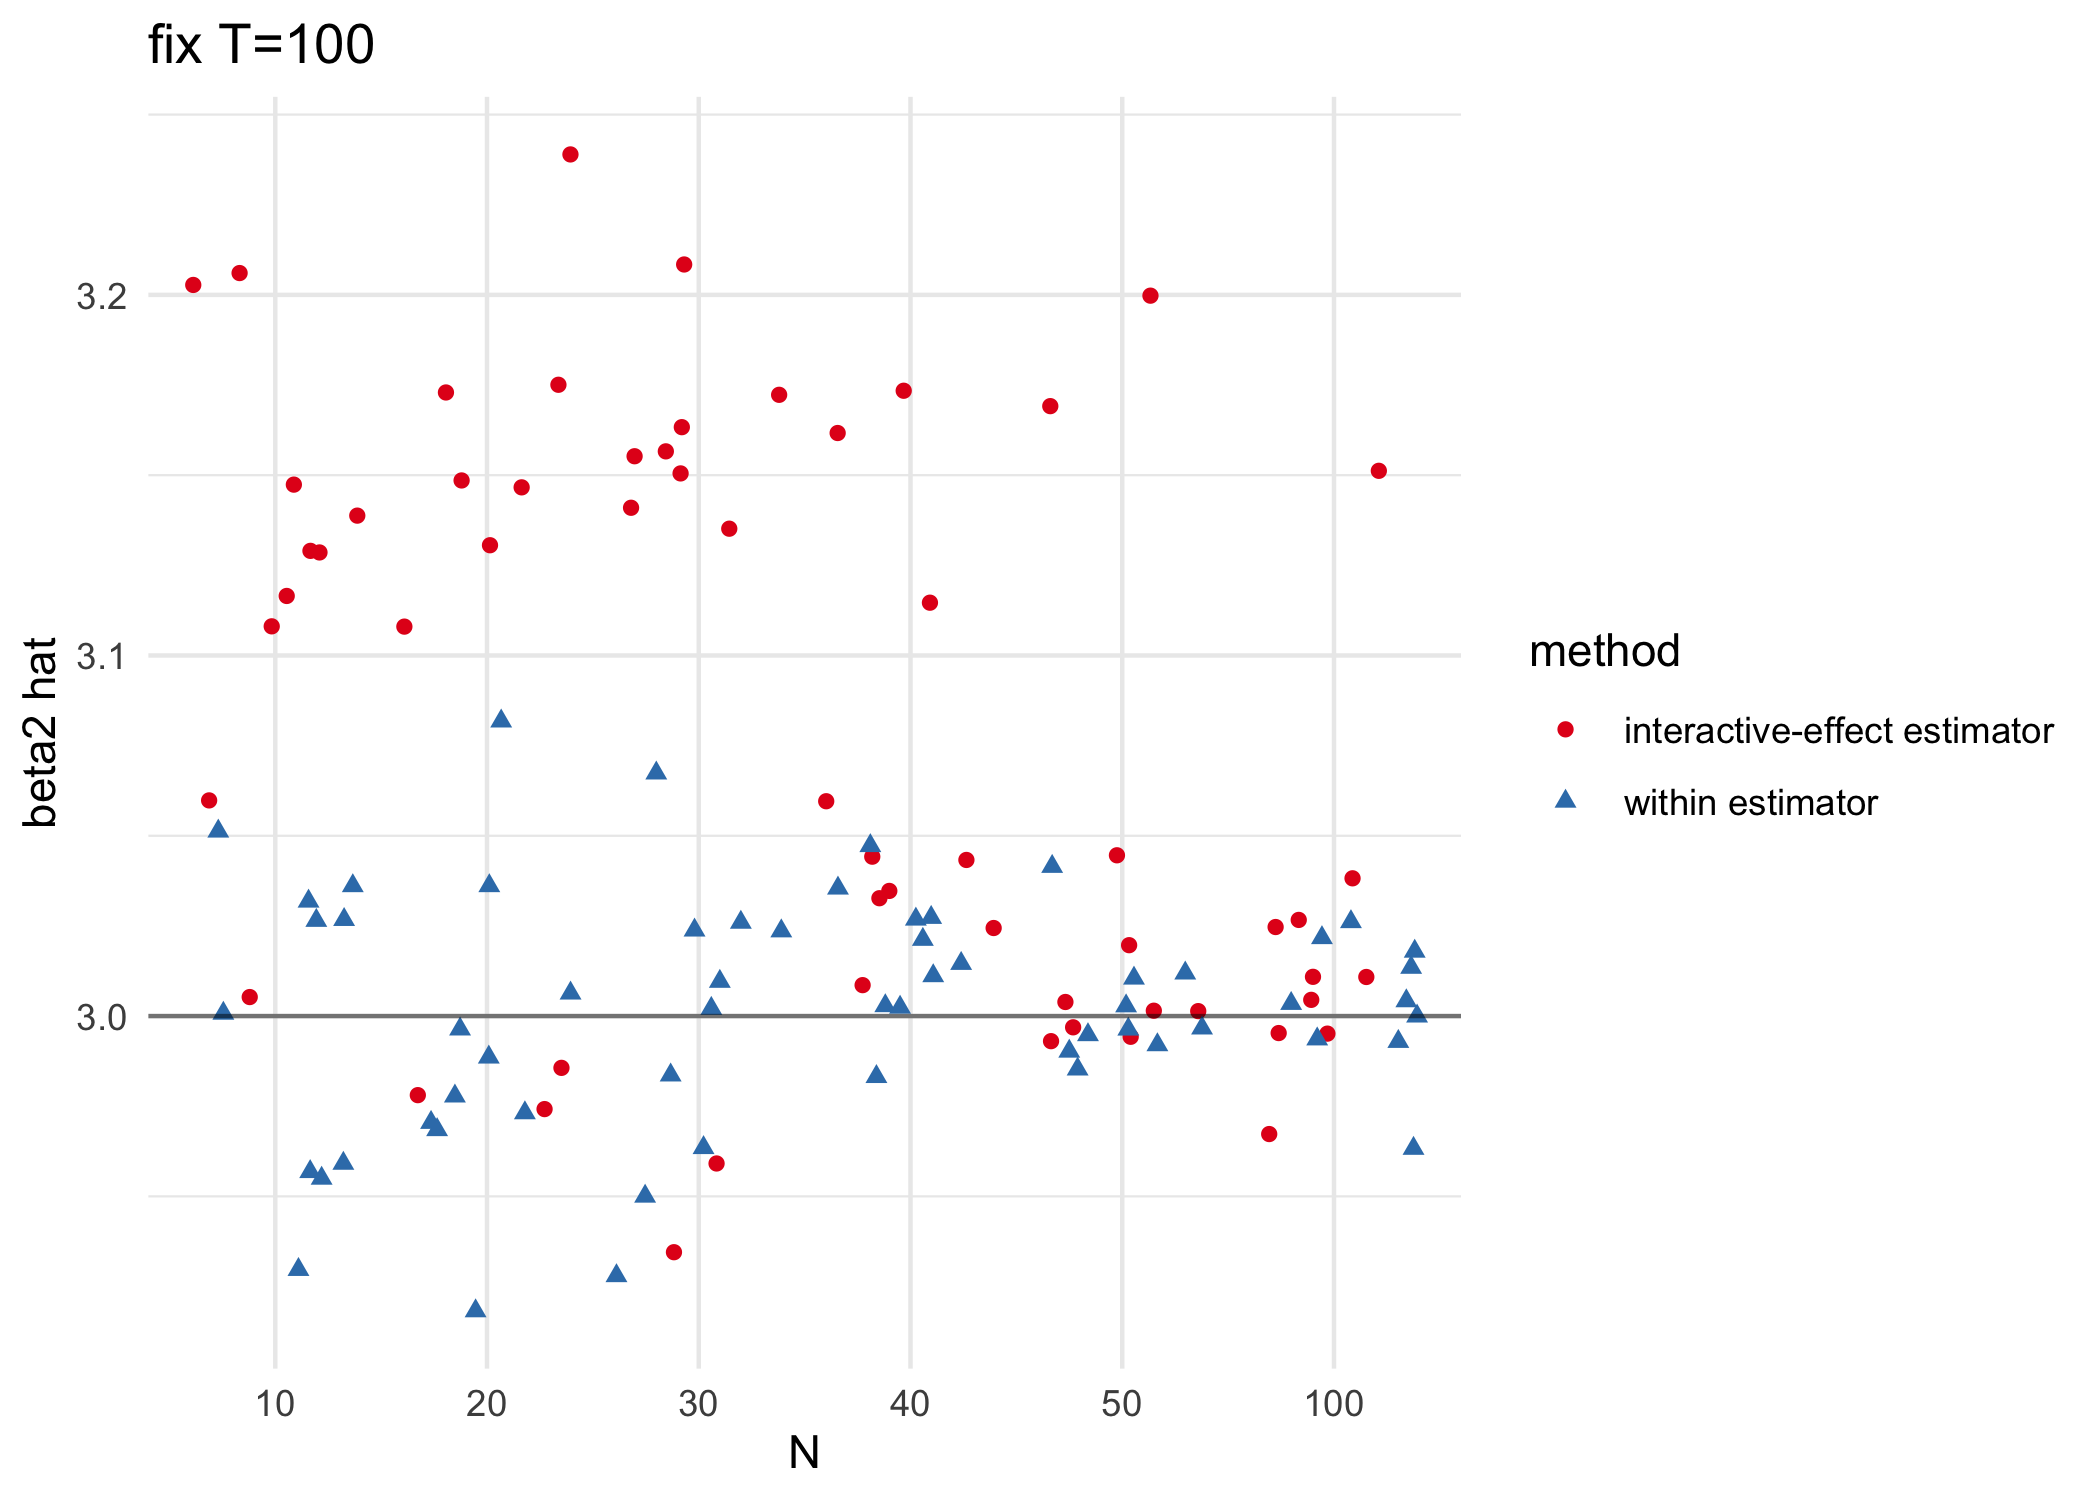 fix T=100
beta2 hat
3.2
3.1
3.0
10 20 30 40 50 100
N
method
interactive-effect estimator
within estimator